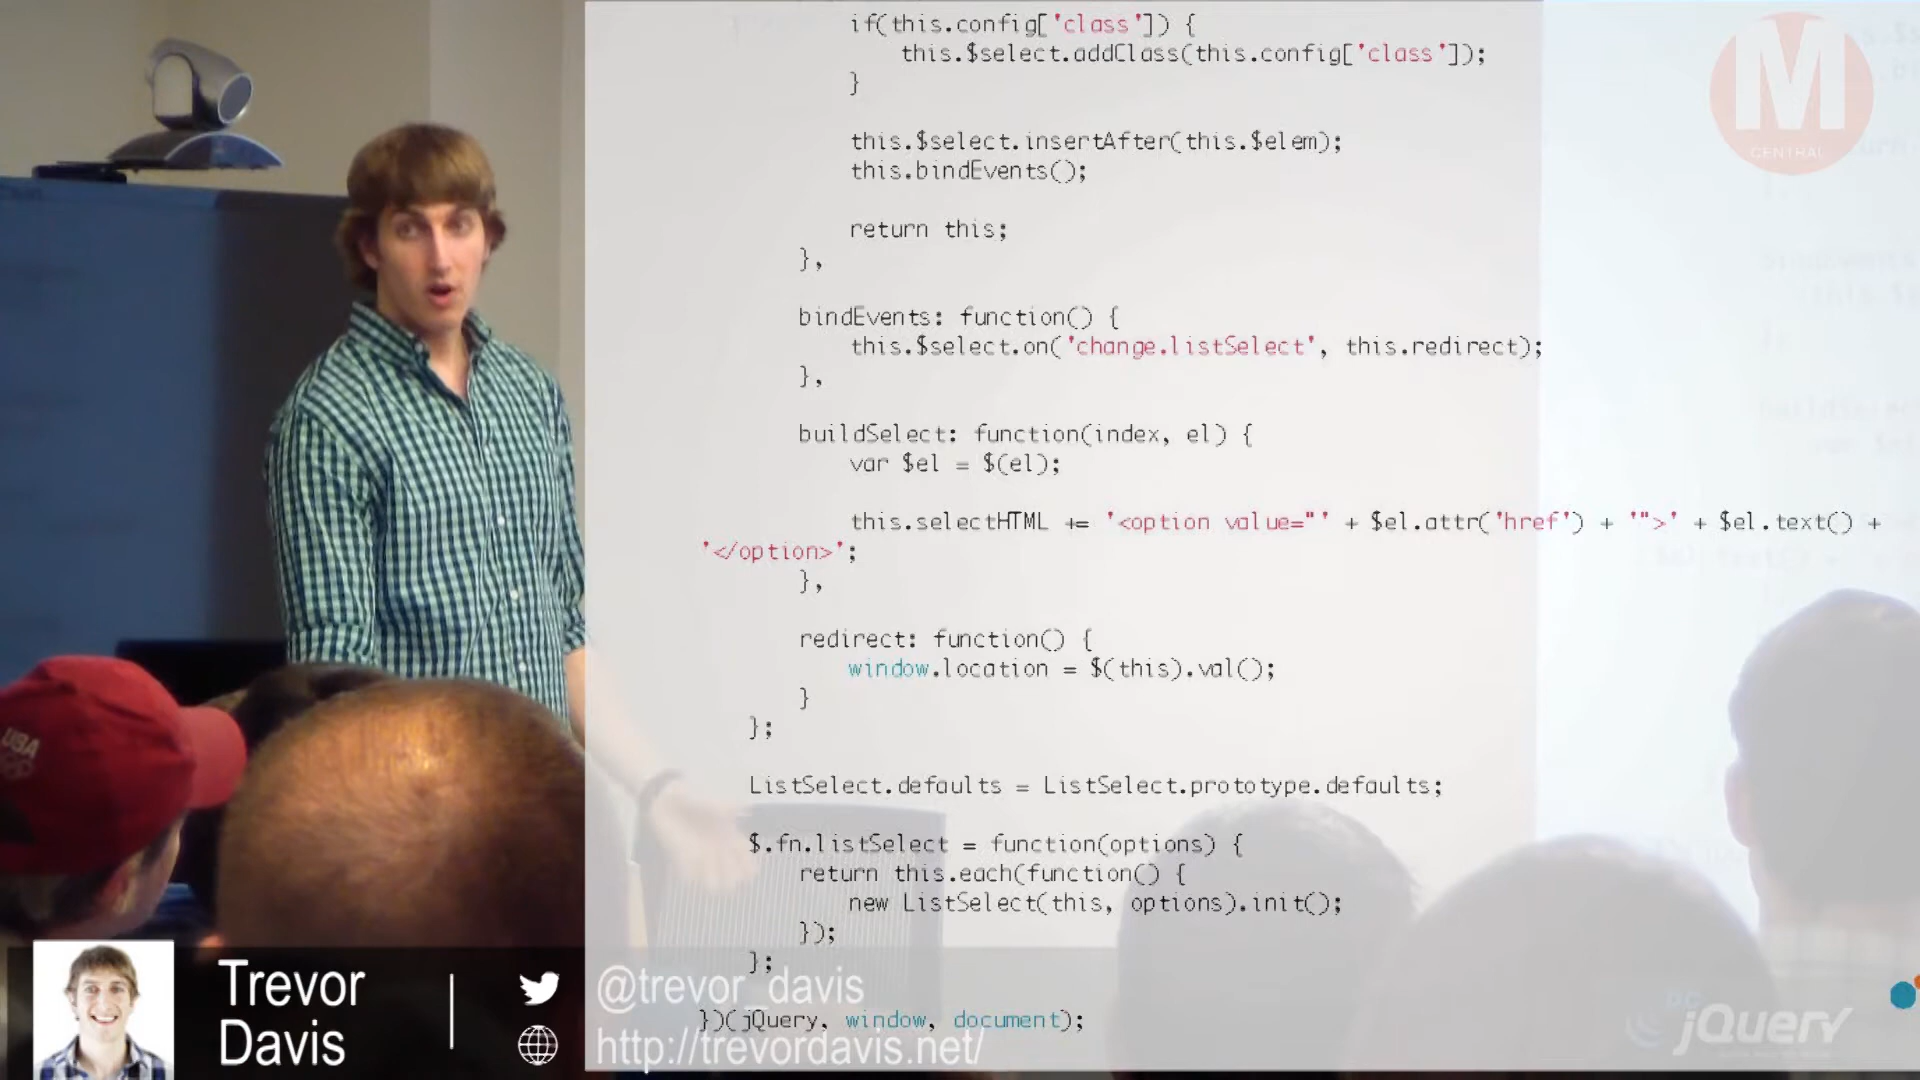 if(this.config['class']) {
this.$select.addClass(this.config['class']);
}
this.$select.insertAfter(this.$elem);
this.bindEvents();
return this;
},
bindEvents: function() {
this.$select.on('change.listSelect', this.redirect);
},
buildSelect: function(index, el) {
var $el = $(el);
this.selectHTML += '<option value="' + $el.attr('href') + '">' + $el.text() +
'</option>';
},
redirect: function() {
window.location = $(this).val();
}
};
ListSelect.defaults = ListSelect.prototype.defaults;
$.fn.listSelect = function(options) {
return this.each(function() {
new ListSelect(this, options).init();
});
};
})(jQuery, window, document);
M
CENTRAL
USA
Trevor
Davis
@trevor_davis
http://trevordavis.net/
DC
jQuery